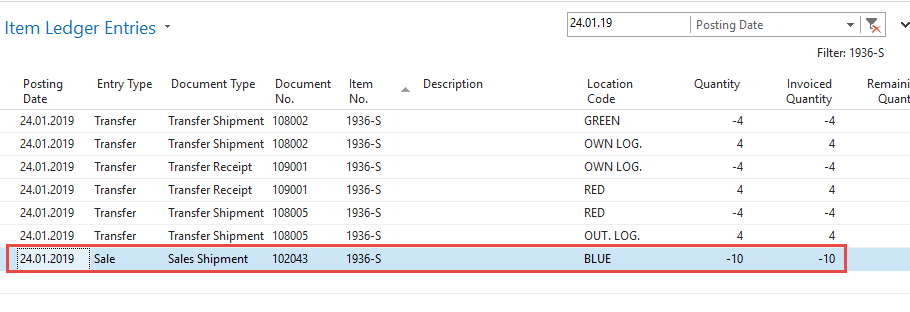 Item Ledger Entries
24.01.19 Posting Date
Filter: 1936-S
Posting Date Entry Type Document Type Document No. Item No. Description Location Code Quantity Invoiced Quantity Remaini Quant
24.01.2019 Transfer Transfer Shipment 108002 1936-S GREEN -4 -4
24.01.2019 Transfer Transfer Shipment 108002 1936-S OWN LOG. 4 4
24.01.2019 Transfer Transfer Receipt 109001 1936-S OWN LOG. -4 -4
24.01.2019 Transfer Transfer Receipt 109001 1936-S RED 4 4
24.01.2019 Transfer Transfer Shipment 108005 1936-S RED -4 -4
24.01.2019 Transfer Transfer Shipment 108005 1936-S OUT. LOG. 4 4
24.01.2019 Sale Sales Shipment 102043 1936-S BLUE -10 -10